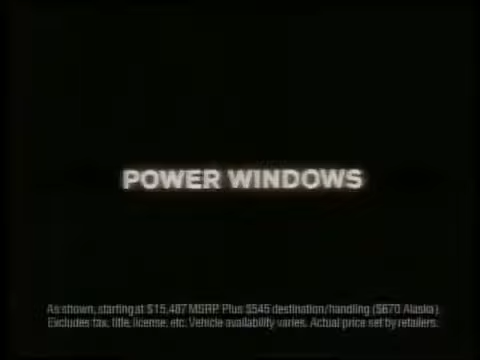 POWER WINDOWS
As shown, starting at $15,487 MSRP. Plus $545 destination/handling ($670 Alaska).
Excludes tax, title, license, etc. Vehicle availability varies. Actual price set by retailers.